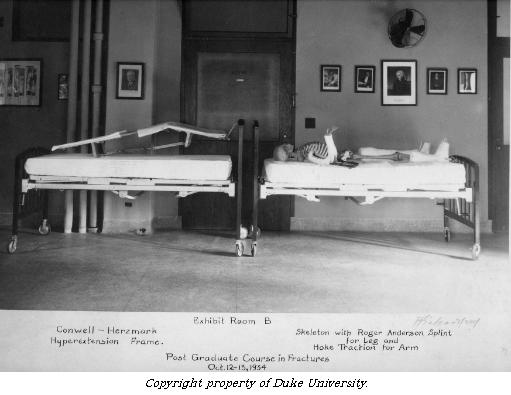 Exhibit Room B
Conwell - Herzmark
Hyperextension Frame.
Skeleton with Roger Anderson Splint
for Leg and
Hoke Traction for Arm
Post Graduate Course in Fractures
Oct. 12-13, 1934
Copyright property of Duke University.